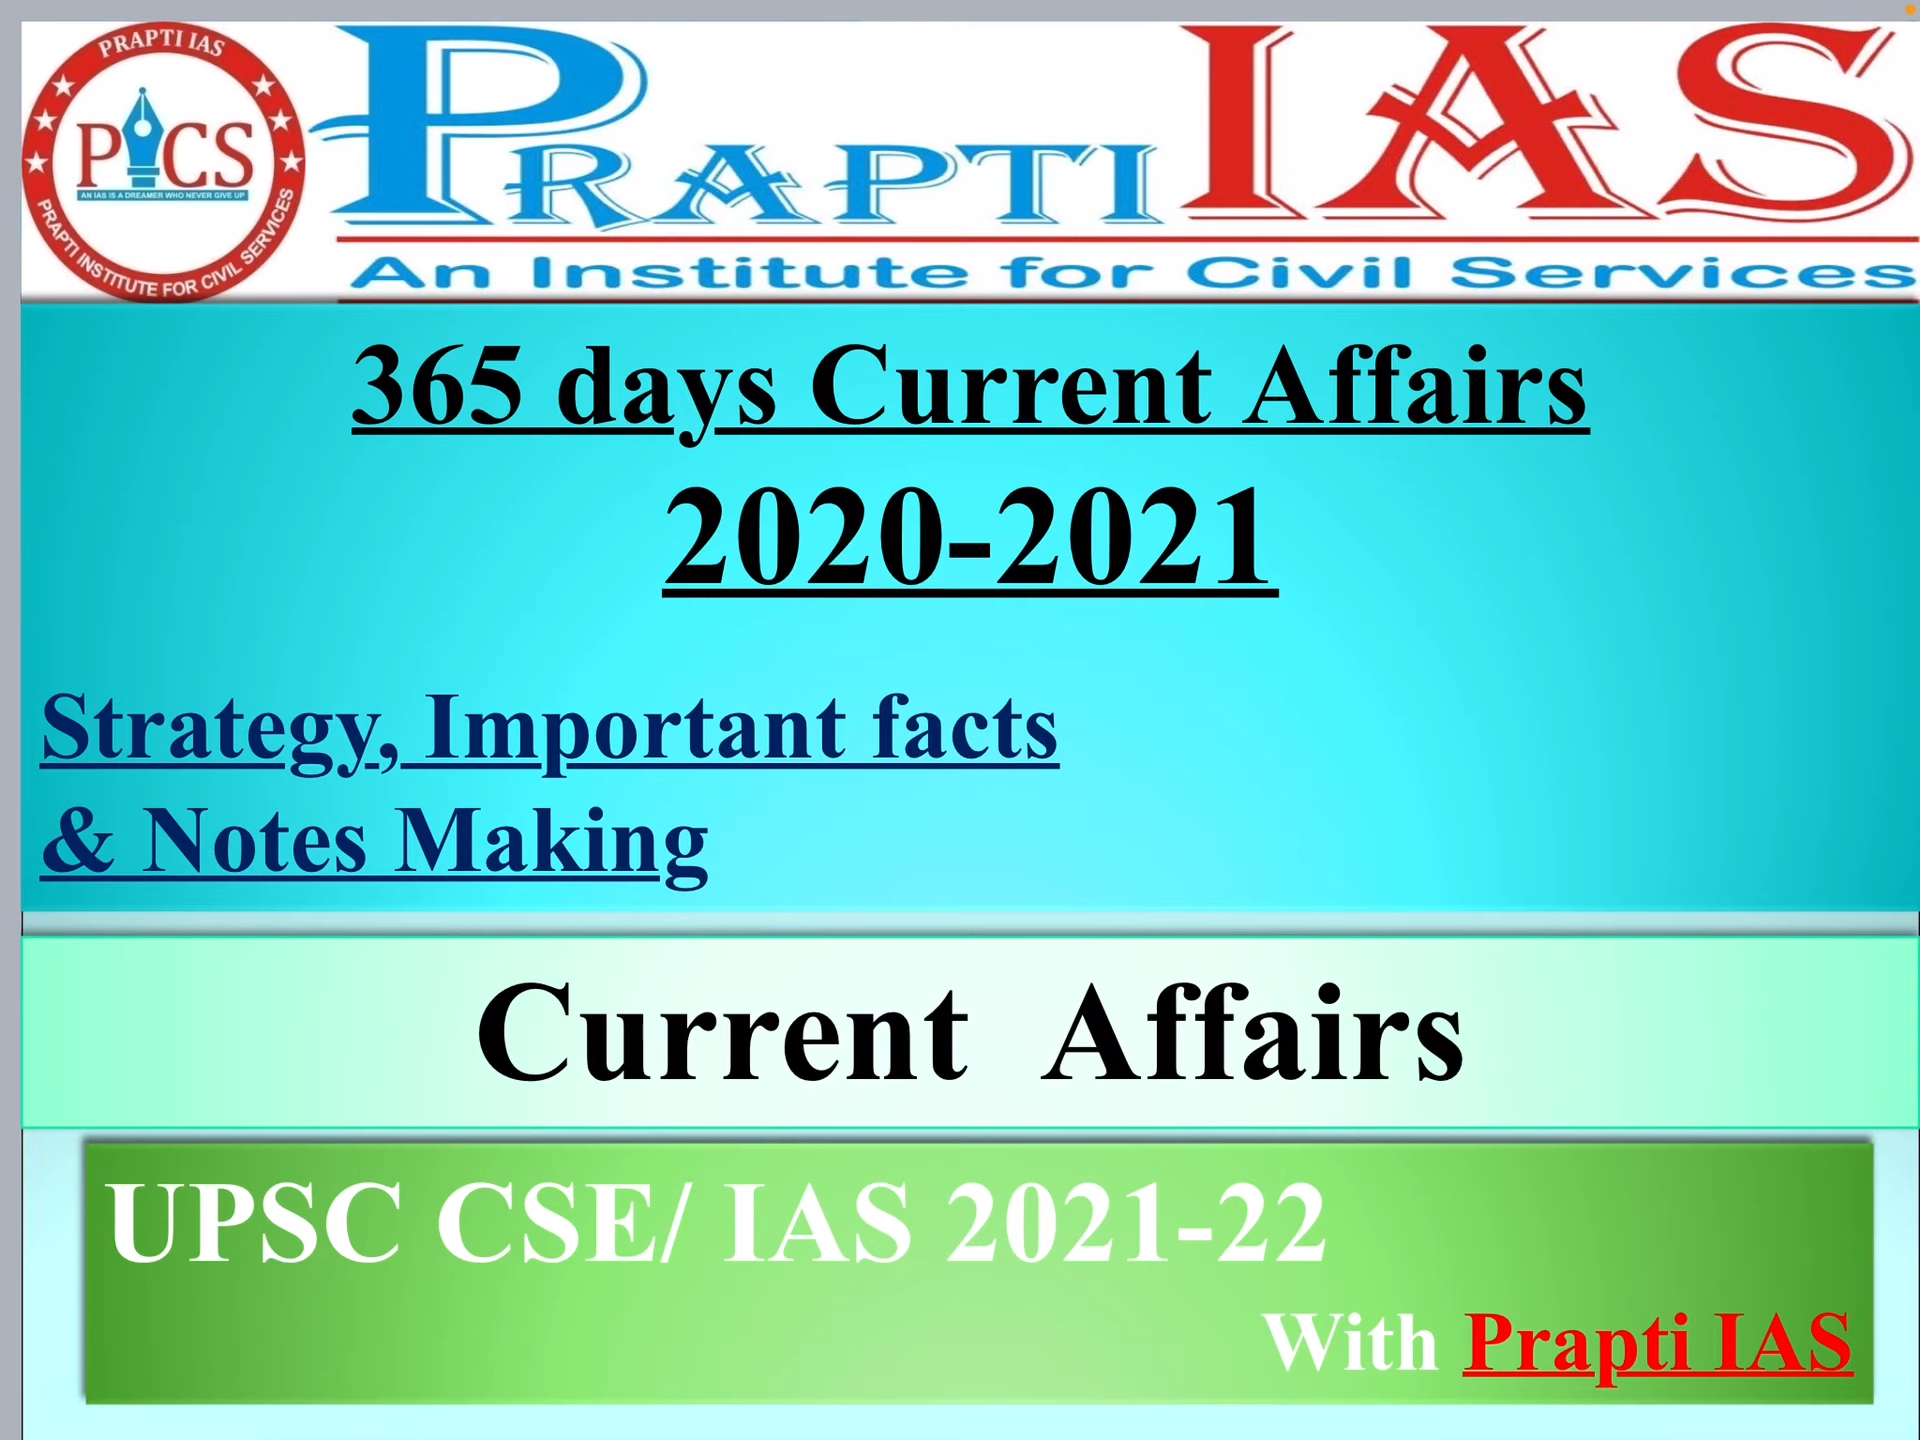 PRAPTI IAS
PICS
AN IAS IS A DREAMER WHO NEVER GIVE UP
PRAPTI INSTITUTE FOR CIVIL SERVICES
PRAPTI IAS
An Institute for Civil Services
365 days Current Affairs
2020-2021
Strategy, Important facts
& Notes Making
Current Affairs
UPSC CSE/ IAS 2021-22
With Prapti IAS